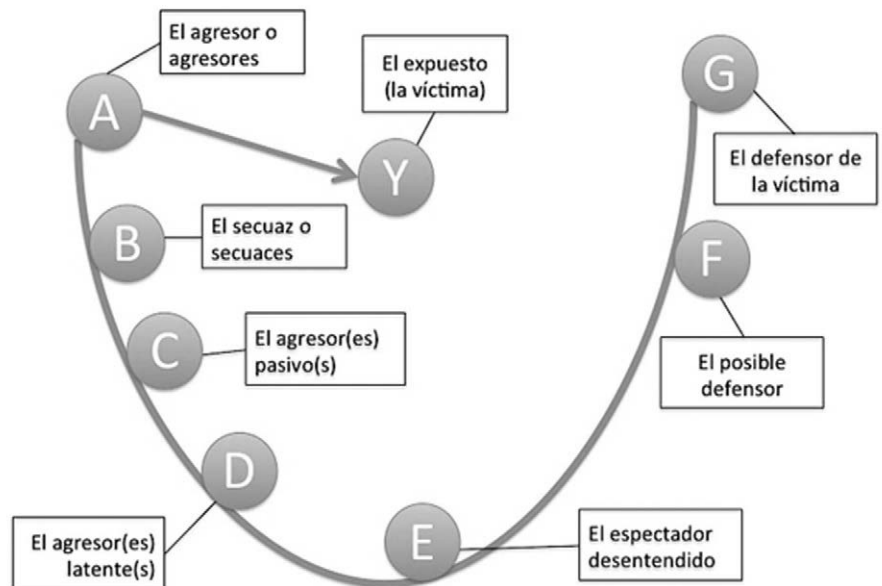 El agresor o
agresores
A
El expuesto
(la víctima)
Y
G
El defensor de
la víctima
B
El secuaz o
secuaces
F
El posible
defensor
C
El agresor(es)
pasivo(s)
D
El agresor(es)
latente(s)
E
El espectador
desentendido